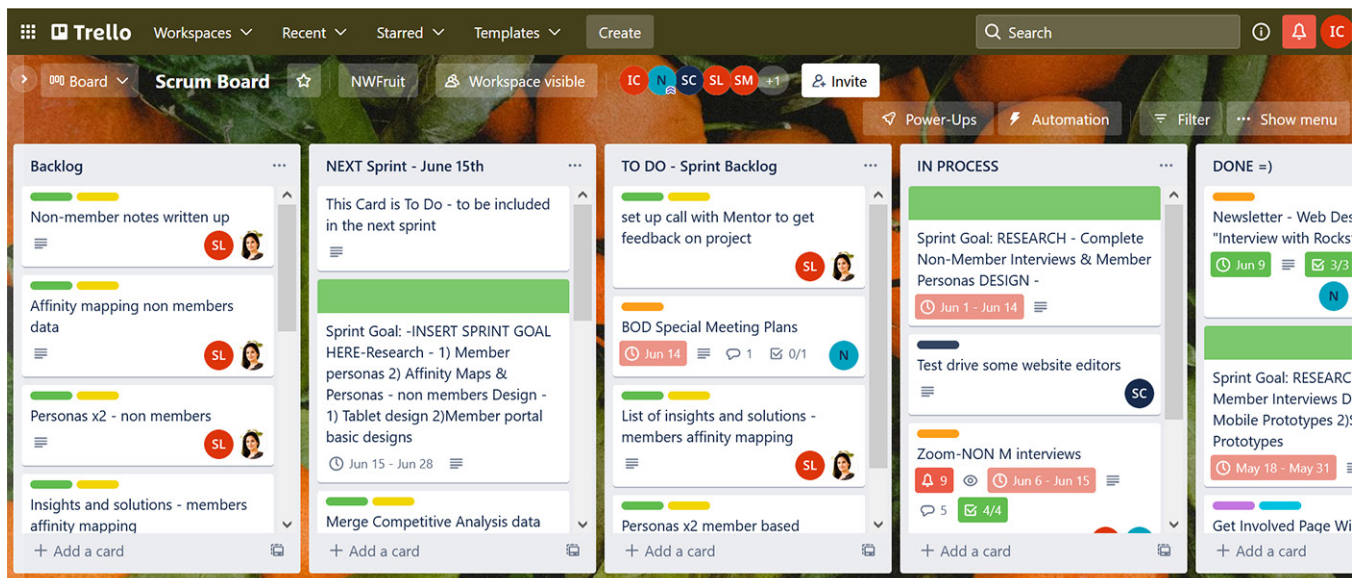 Trello
Workspaces
Recent
Starred
Templates
Create
Search
IC
Board
Scrum Board
NWFruit
Workspace visible
IC
N
SC
SL
SM
+1
Invite
Power-Ups
Automation
Filter
Show menu
Backlog
Non-member notes written up
SL
Affinity mapping non members
data
SL
Personas x2 - non members
SL
Insights and solutions - members
affinity mapping
+ Add a card
NEXT Sprint - June 15th
This Card is To Do - to be included
in the next sprint
Sprint Goal: -INSERT SPRINT GOAL
HERE-Research - 1) Member
personas 2) Affinity Maps &
Personas - non members Design -
1) Tablet design 2)Member portal
basic designs
Jun 15 - Jun 28
Merge Competitive Analysis data
+ Add a card
TO DO - Sprint Backlog
set up call with Mentor to get
feedback on project
SL
BOD Special Meeting Plans
Jun 14
1
0/1
N
List of insights and solutions -
members affinity mapping
SL
Personas x2 member based
+ Add a card
IN PROCESS
Sprint Goal: RESEARCH - Complete
Non-Member Interviews & Member
Personas DESIGN -
Jun 1 - Jun 14
Test drive some website editors
SC
Zoom-NON M interviews
9
Jun 6 - Jun 15
5
4/4
+ Add a card
DONE =)
Newsletter - Web Des
"Interview with Rocks
Jun 9
3/3
N
Sprint Goal: RESEARC
Member Interviews D
Mobile Prototypes 2)S
Prototypes
May 18 - May 31
Get Involved Page Wi
+ Add a card